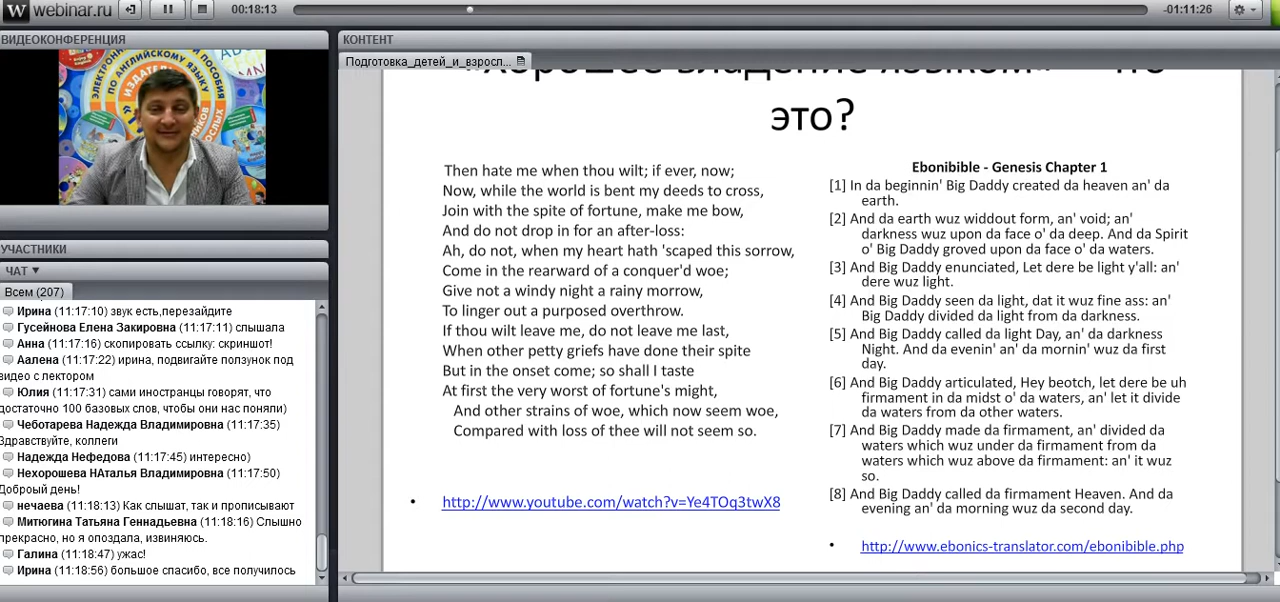 webinar.ru
00:18:13
-01:11:26
ВИДЕОКОНФЕРЕНЦИЯ
ЭЛЕКТРОННЫЕ
ПО АНГЛИЙСКОМУ ЯЗЫКУ
ПОСОБИЯ
УЧАСТНИКИ
ЧАТ
Всем (207)
Ирина (11:17:10) звук есть,перезайдите
Гусейнова Елена Закировна (11:17:11) слышала
Анна (11:17:16) скопировать ссылку: скриншот!
Аалена (11:17:22) ирина, подвигайте ползунок под
видео с лектором
Юлия (11:17:31) сами иностранцы говорят, что
достаточно 100 базовых слов, чтобы они нас поняли)
Чеботарева Надежда Владимировна (11:17:35)
Здравствуйте, коллеги
Надежда Нефедова (11:17:45) интересно)
Нехорошева НАталья Владимировна (11:17:50)
Доброый день!
нечаева (11:18:13) Как слышат, так и прописывают
Митюгина Татьяна Геннадьевна (11:18:16) Слышно
прекрасно, но я опоздала, извиняюсь.
Галина (11:18:47) ужас!
Ирина (11:18:56) большое спасибо, все получилось
КОНТЕНТ
Подготовка_детей_и_взросл...
«Хорошее владение языком» – что
это?
Then hate me when thou wilt; if ever, now;
Now, while the world is bent my deeds to cross,
Join with the spite of fortune, make me bow,
And do not drop in for an after-loss:
Ah, do not, when my heart hath 'scaped this sorrow,
Come in the rearward of a conquer'd woe;
Give not a windy night a rainy morrow,
To linger out a purposed overthrow.
If thou wilt leave me, do not leave me last,
When other petty griefs have done their spite
But in the onset come; so shall I taste
At first the very worst of fortune's might,
And other strains of woe, which now seem woe,
Compared with loss of thee will not seem so.
• http://www.youtube.com/watch?v=Ye4TOq3twX8
Ebonibible - Genesis Chapter 1
[1] In da beginnin' Big Daddy created da heaven an' da
earth.
[2] And da earth wuz widdout form, an' void; an'
darkness wuz upon da face o' da deep. And da Spirit
o' Big Daddy groved upon da face o' da waters.
[3] And Big Daddy enunciated, Let dere be light y'all: an'
dere wuz light.
[4] And Big Daddy seen da light, dat it wuz fine ass: an'
Big Daddy divided da light from da darkness.
[5] And Big Daddy called da light Day, an' da darkness
Night. And da evenin' an' da mornin' wuz da first
day.
[6] And Big Daddy articulated, Hey beotch, let dere be uh
firmament in da midst o' da waters, an' let it divide
da waters from da other waters.
[7] And Big Daddy made da firmament, an' divided da
waters which wuz under da firmament from da
waters which wuz above da firmament: an' it wuz
so.
[8] And Big Daddy called da firmament Heaven. And da
evening an' da morning wuz da second day.
• http://www.ebonics-translator.com/ebonibible.php